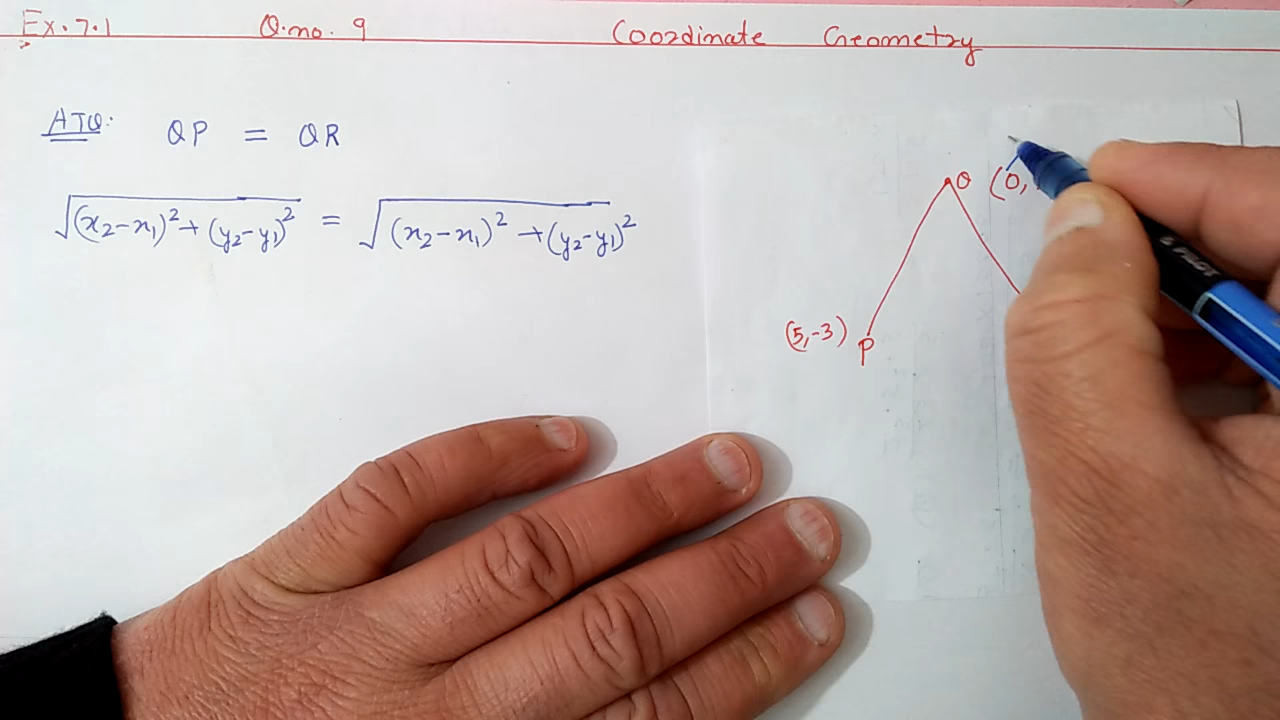 Ex. 7.1 Q.no. 9 Coordinate Geometry
ATQ: QP = QR
√(x₂-x₁)²+(y₂-y₁)² = √(x₂-x₁)²+(y₂-y₁)²
Q (0,
(5,-3) P
PILOT